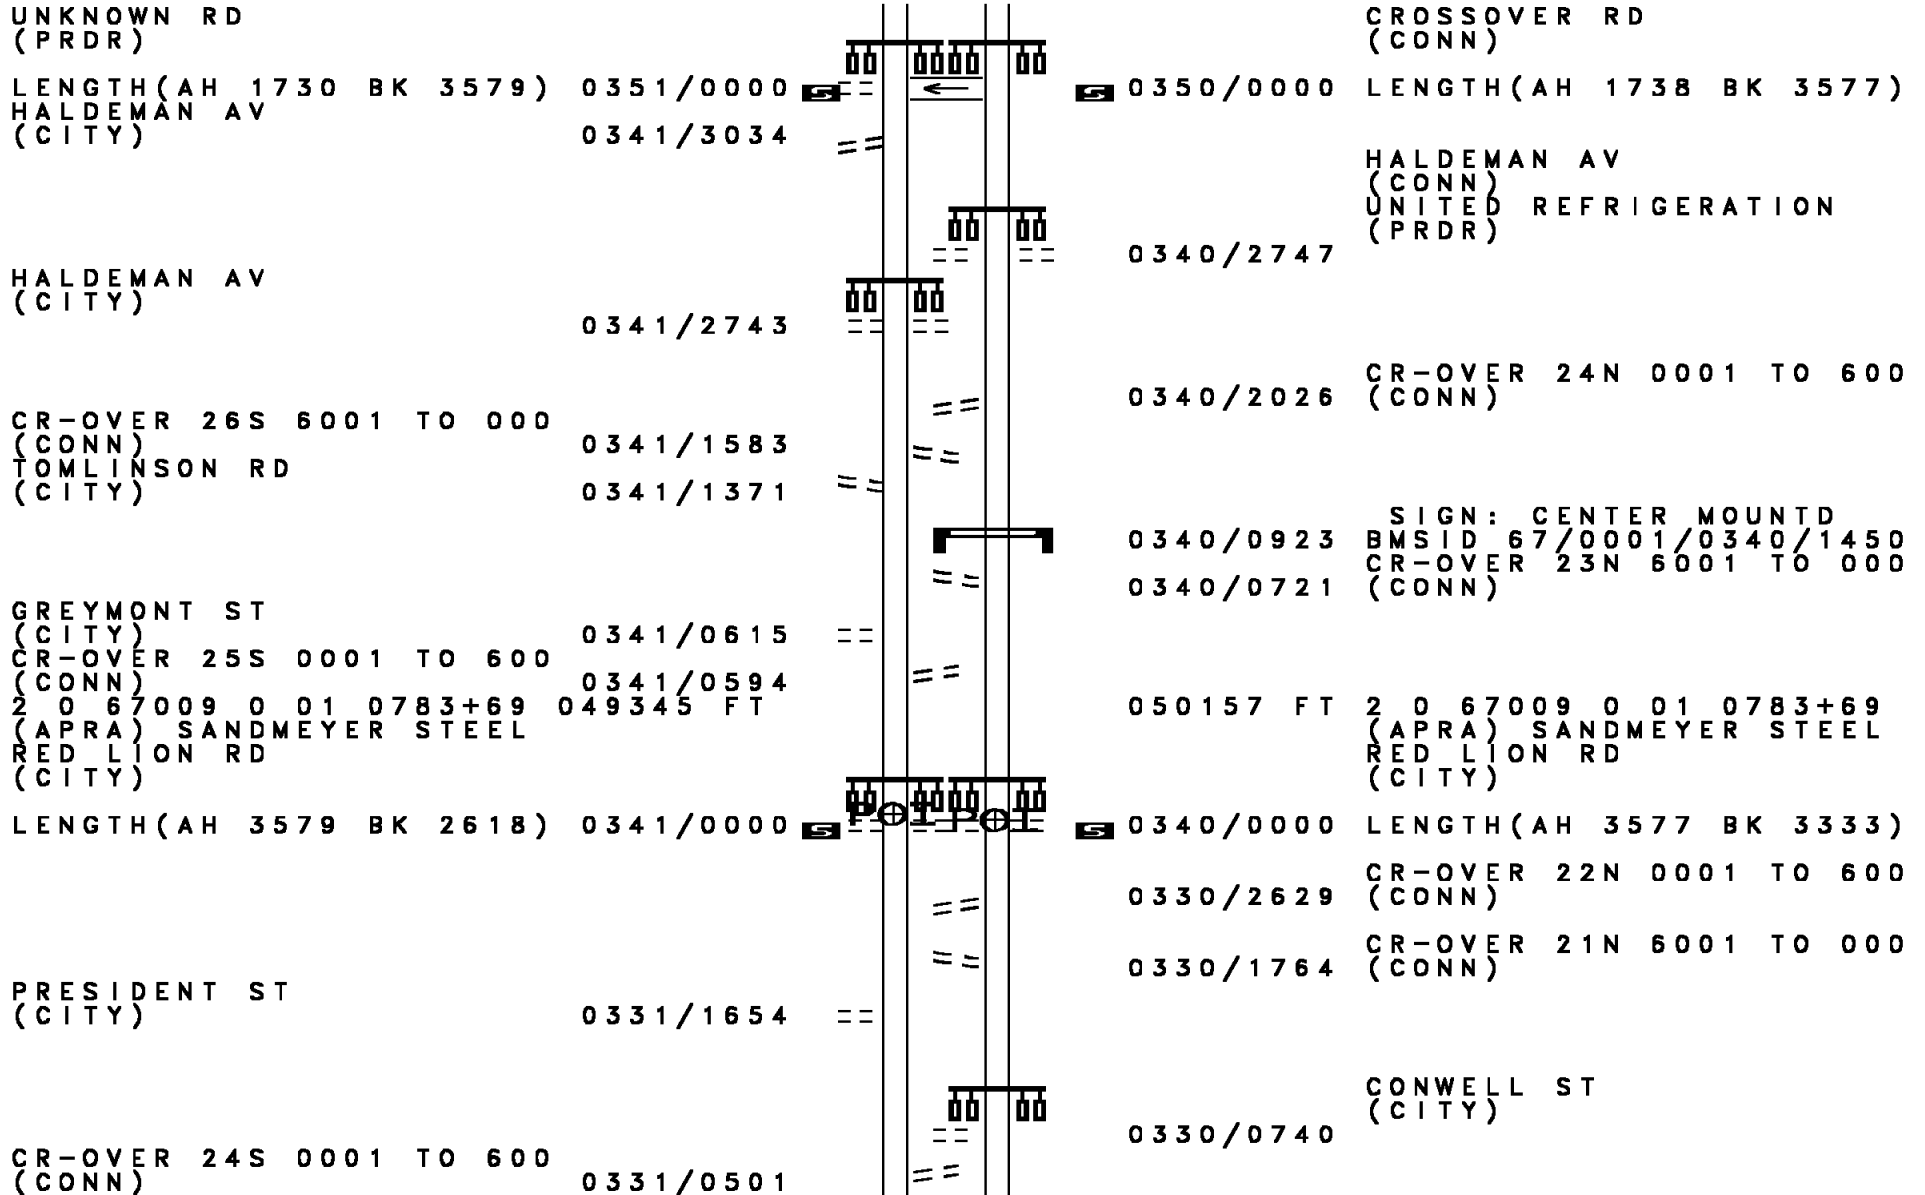 UNKNOWN RD
(PRDR)
LENGTH(AH 1730 BK 3579) 0351/0000
HALDEMAN AV
(CITY) 0341/3034
HALDEMAN AV
(CITY)
0341/2743
CR-OVER 26S 6001 TO 000
(CONN) 0341/1583
TOMLINSON RD
(CITY) 0341/1371
GREYMONT ST
(CITY) 0341/0615
CR-OVER 25S 0001 TO 600
(CONN) 0341/0594
2 0 67009 0 01 0783+69 049345 FT
(APRA) SANDMEYER STEEL
RED LION RD
(CITY)
LENGTH(AH 3579 BK 2618) 0341/0000
PRESIDENT ST
(CITY) 0331/1654
CR-OVER 24S 0001 TO 600
(CONN) 0331/0501
S
S
POT
POT
S
S
CROSSOVER RD
(CONN)
0350/0000 LENGTH(AH 1738 BK 3577)
HALDEMAN AV
(CONN)
UNITED REFRIGERATION
(PRDR)
0340/2747
CR-OVER 24N 0001 TO 600
0340/2026 (CONN)
SIGN: CENTER MOUNTD
0340/0923 BMSID 67/0001/0340/1450
CR-OVER 23N 6001 TO 000
0340/0721 (CONN)
050157 FT 2 0 67009 0 01 0783+69
(APRA) SANDMEYER STEEL
RED LION RD
(CITY)
0340/0000 LENGTH(AH 3577 BK 3333)
CR-OVER 22N 0001 TO 600
0330/2629 (CONN)
CR-OVER 21N 6001 TO 000
0330/1764 (CONN)
CONWELL ST
(CITY)
0330/0740